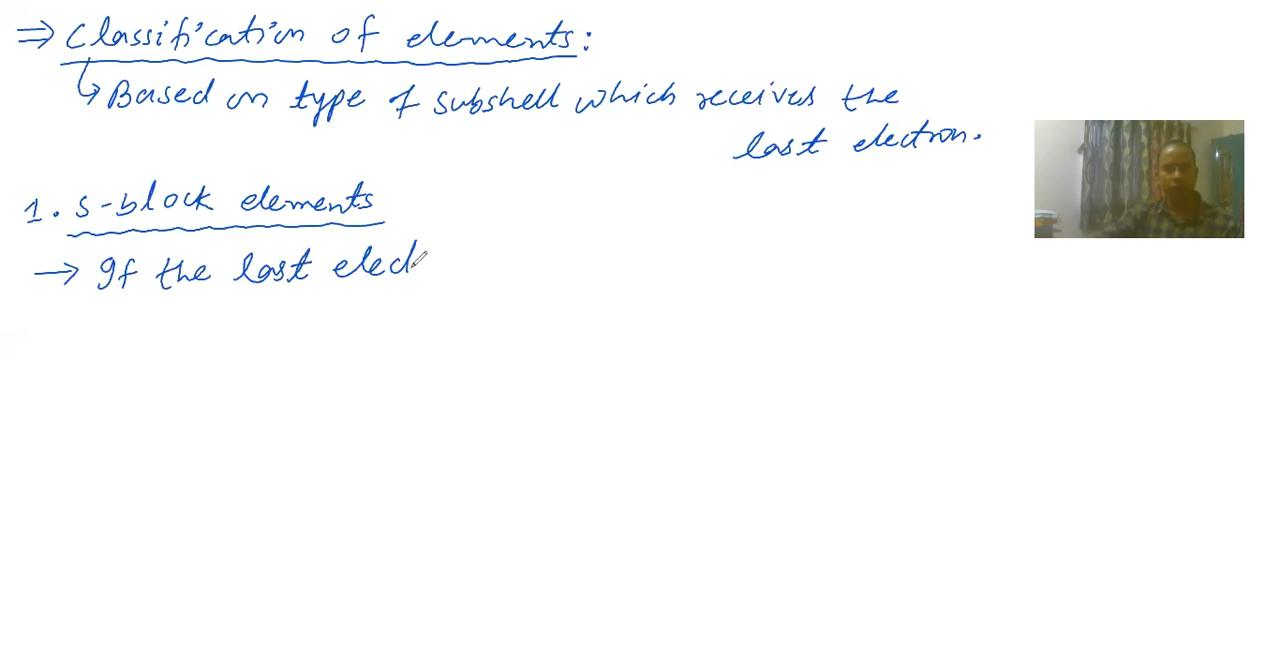 ⇒ Classification of elements:
↳ Based on type of subshell which receives the
last electron.
1. s-block elements
→ If the last elect